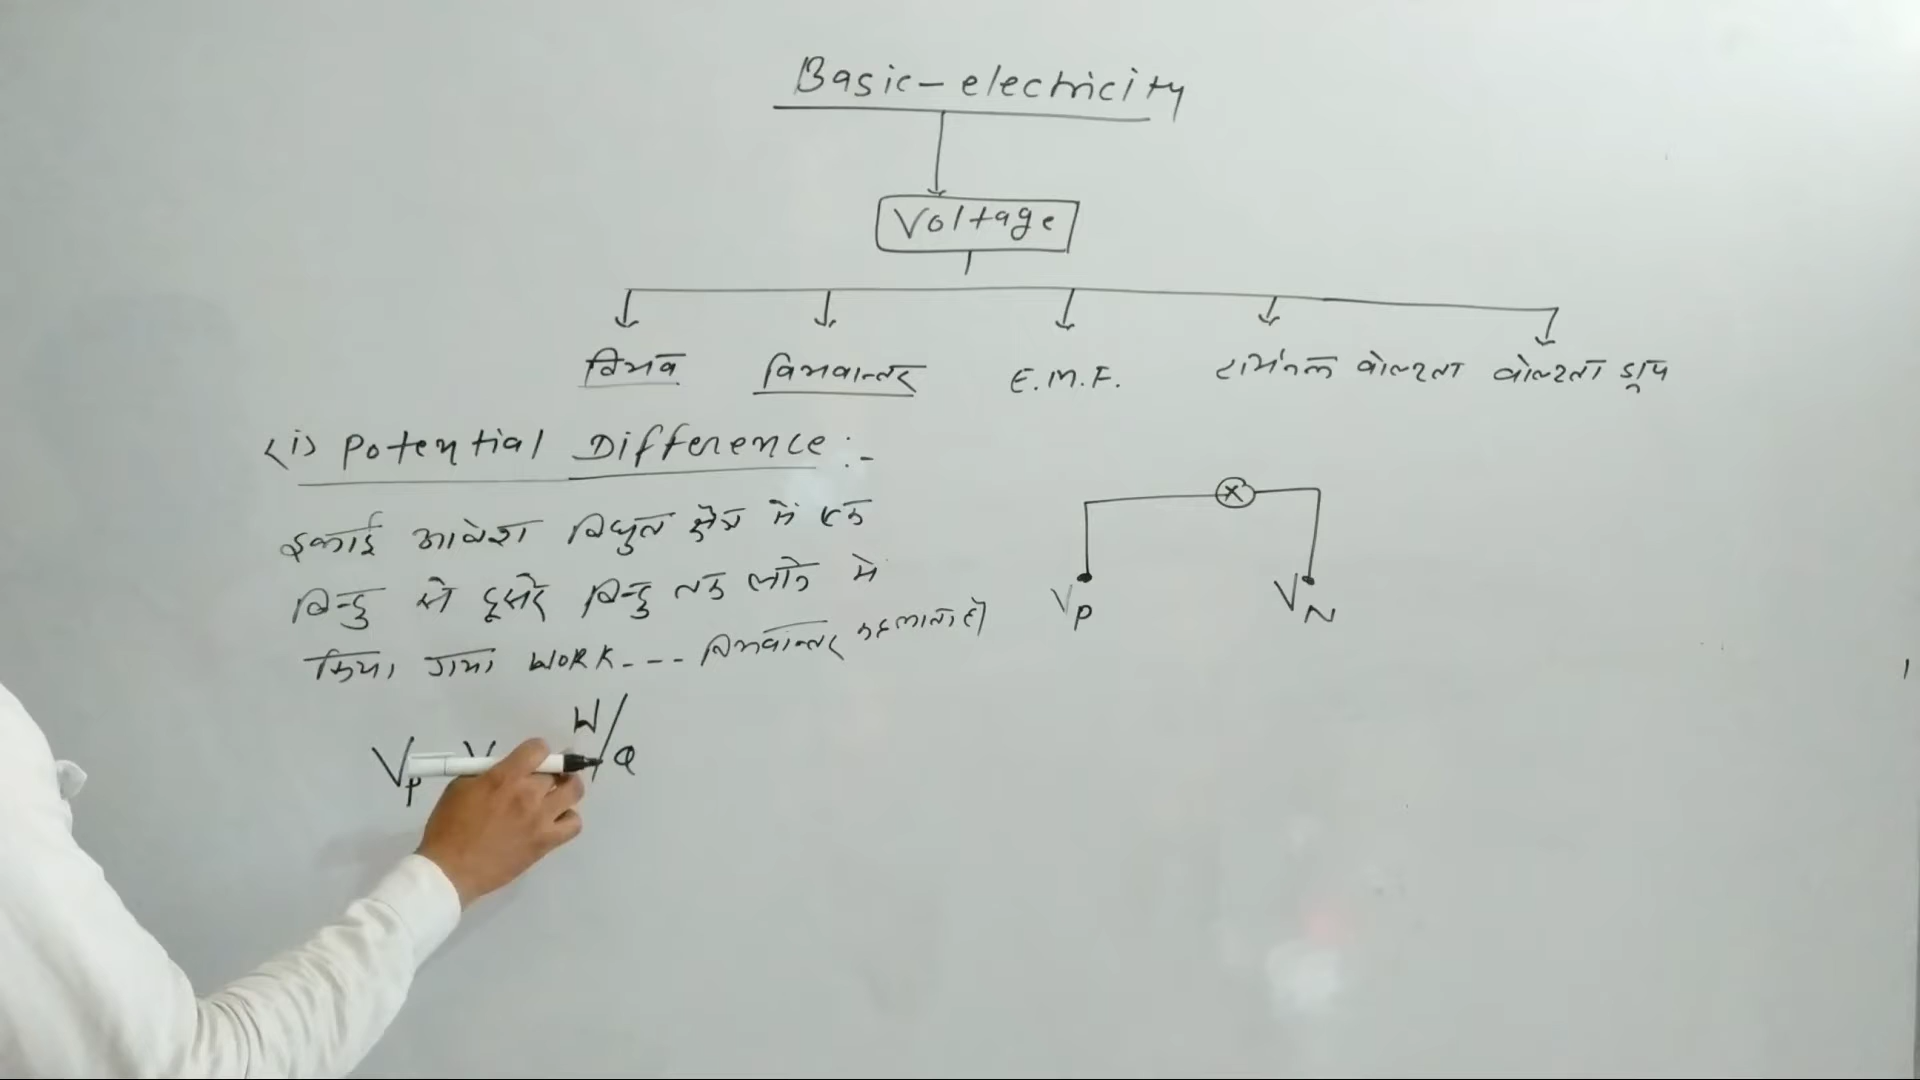 Basic-electricity
Voltage
विभव विभवान्तर E.M.F. टर्मिनल वोल्टता वोल्टता ड्राप
(i) Potential Difference :-
इकाई आवेश विधुत क्षेत्र में एक
बिन्दु से दूसरे बिन्दु तक लाने में
किया गया WORK --- विभवान्तर कहलाता है।
Vp Vn
Vp V W/Q